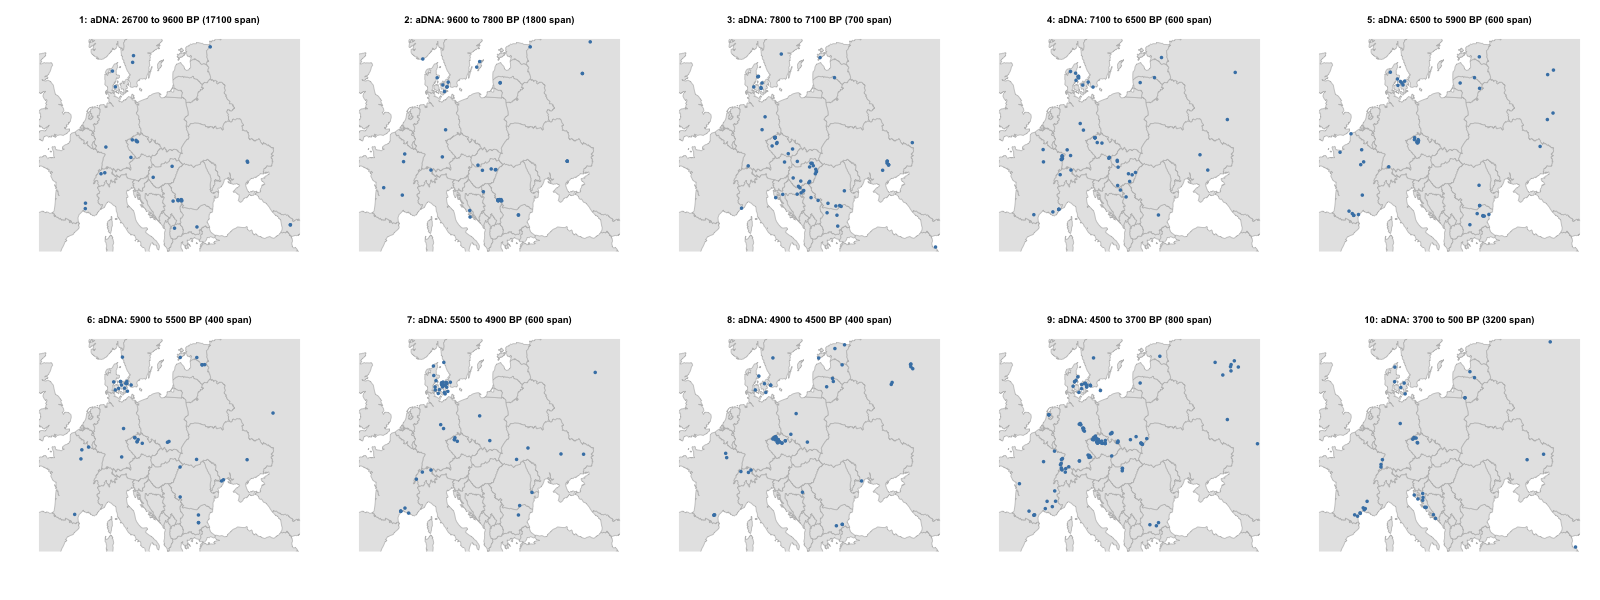 1: aDNA: 26700 to 9600 BP (17100 span)
2: aDNA: 9600 to 7800 BP (1800 span)
3: aDNA: 7800 to 7100 BP (700 span)
4: aDNA: 7100 to 6500 BP (600 span)
5: aDNA: 6500 to 5900 BP (600 span)
6: aDNA: 5900 to 5500 BP (400 span)
7: aDNA: 5500 to 4900 BP (600 span)
8: aDNA: 4900 to 4500 BP (400 span)
9: aDNA: 4500 to 3700 BP (800 span)
10: aDNA: 3700 to 500 BP (3200 span)